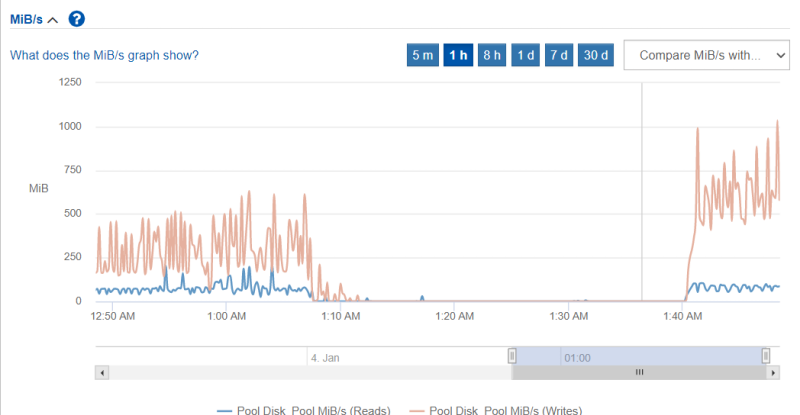 MiB/s ?
What does the MiB/s graph show?
5 m 1 h 8 h 1 d 7 d 30 d Compare MiB/s with...
1250
1000
750
MiB
500
250
0
12:50 AM 1:00 AM 1:10 AM 1:20 AM 1:30 AM 1:40 AM
4. Jan 01:00
Pool Disk Pool MiB/s (Reads) Pool Disk Pool MiB/s (Writes)